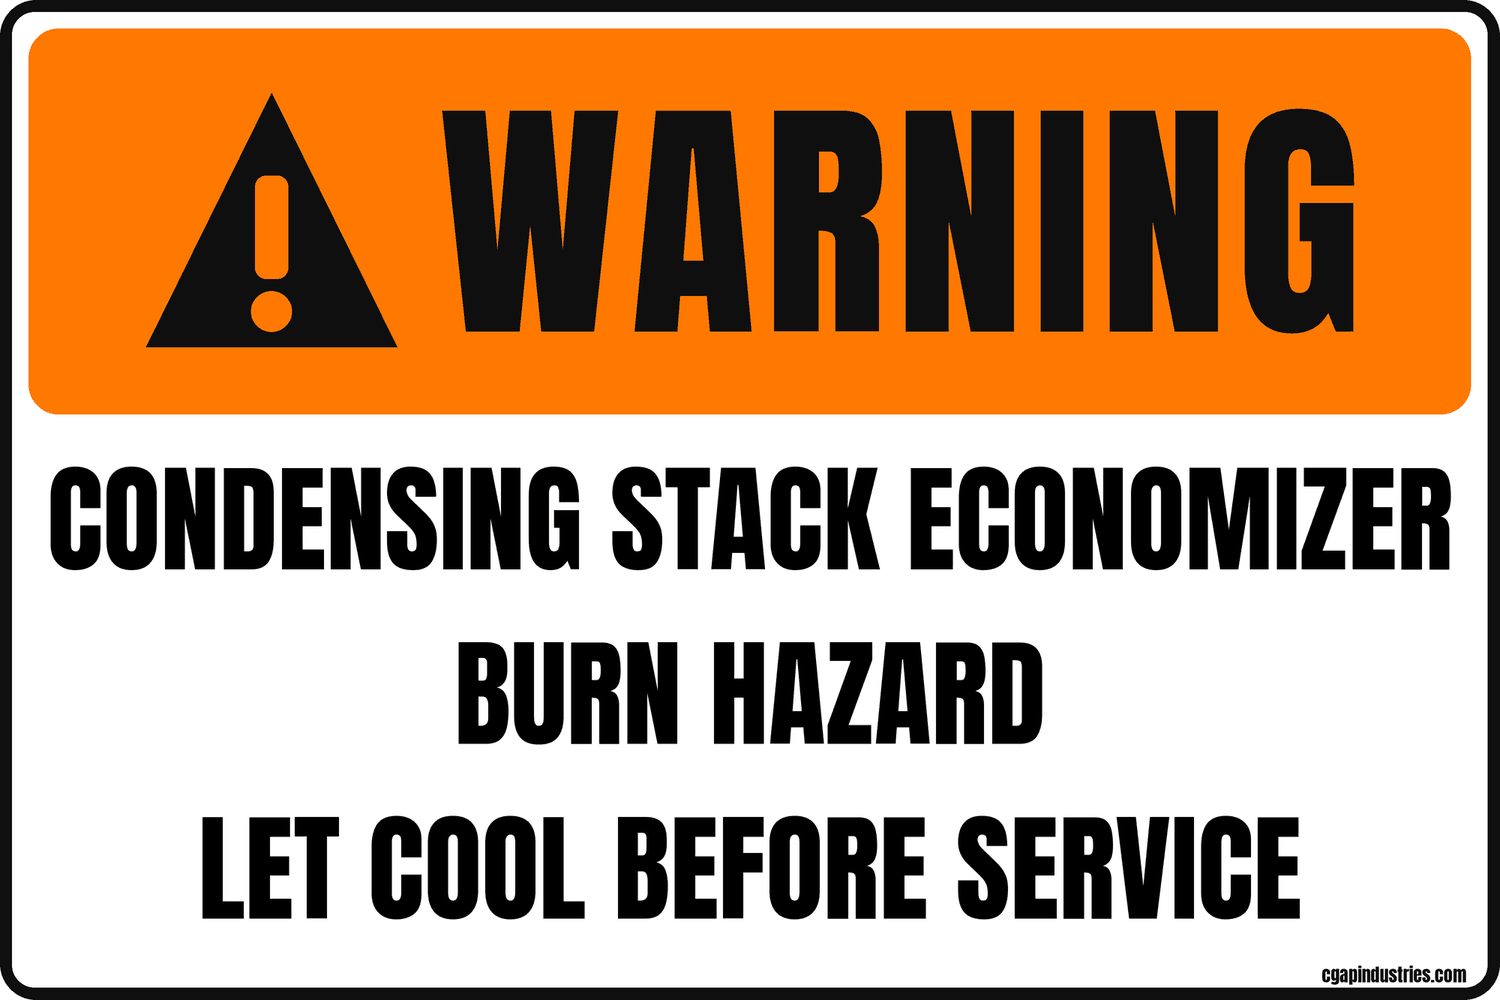 WARNING
CONDENSING STACK ECONOMIZER
BURN HAZARD
LET COOL BEFORE SERVICE
cgapindustries.com